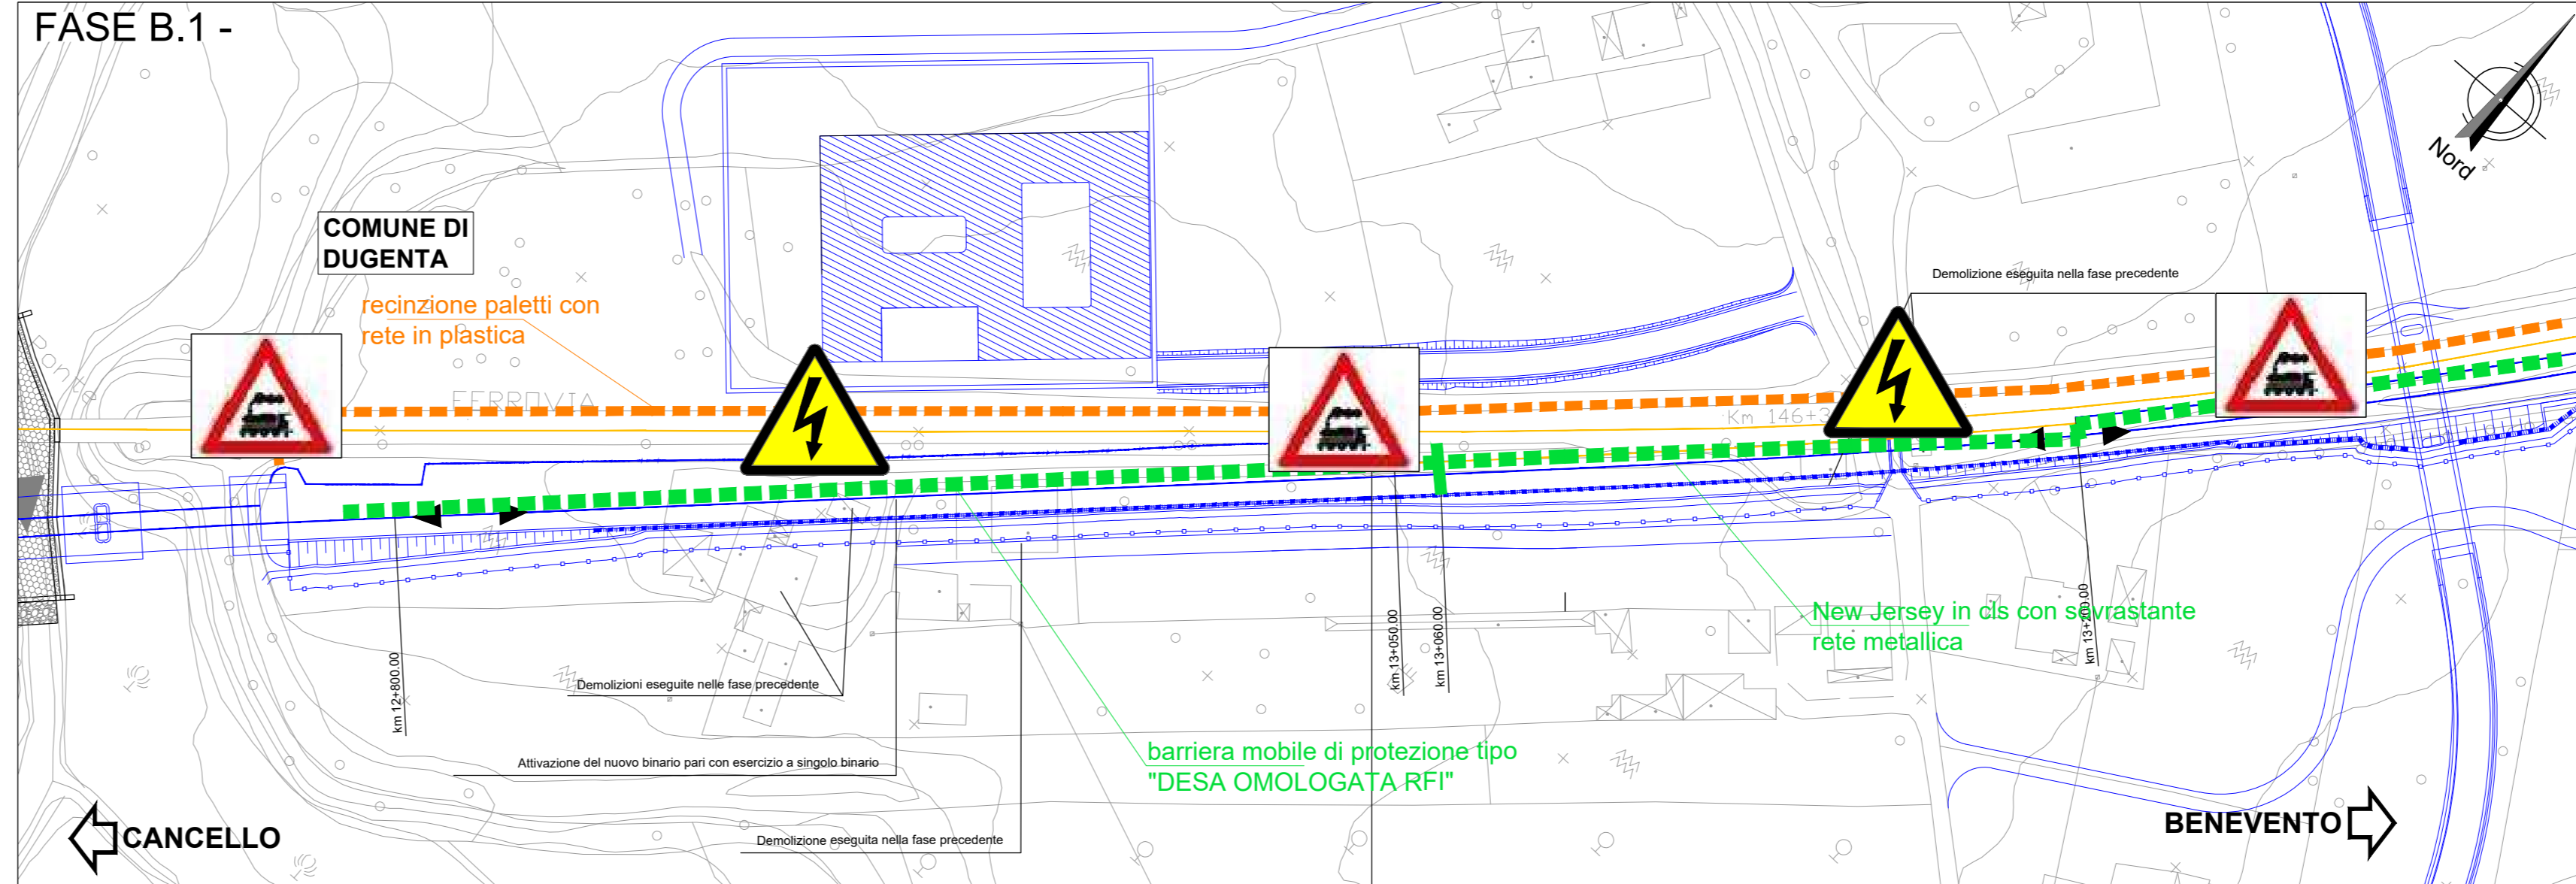 FASE B.1 -
Nord
COMUNE DI
DUGENTA
Demolizione eseguita nella fase precedente
recinzione paletti con
rete in plastica
FERROVIA
Km 146+3
Ponte
New Jersey in cls con sovrastante
rete metallica
km 12+800.00
km 13+050.00
km 13+060.00
km 13+200.00
Demolizioni eseguite nelle fase precedente
Attivazione del nuovo binario pari con esercizio a singolo binario
barriera mobile di protezione tipo
"DESA OMOLOGATA RFI"
Demolizione eseguita nella fase precedente
CANCELLO
BENEVENTO